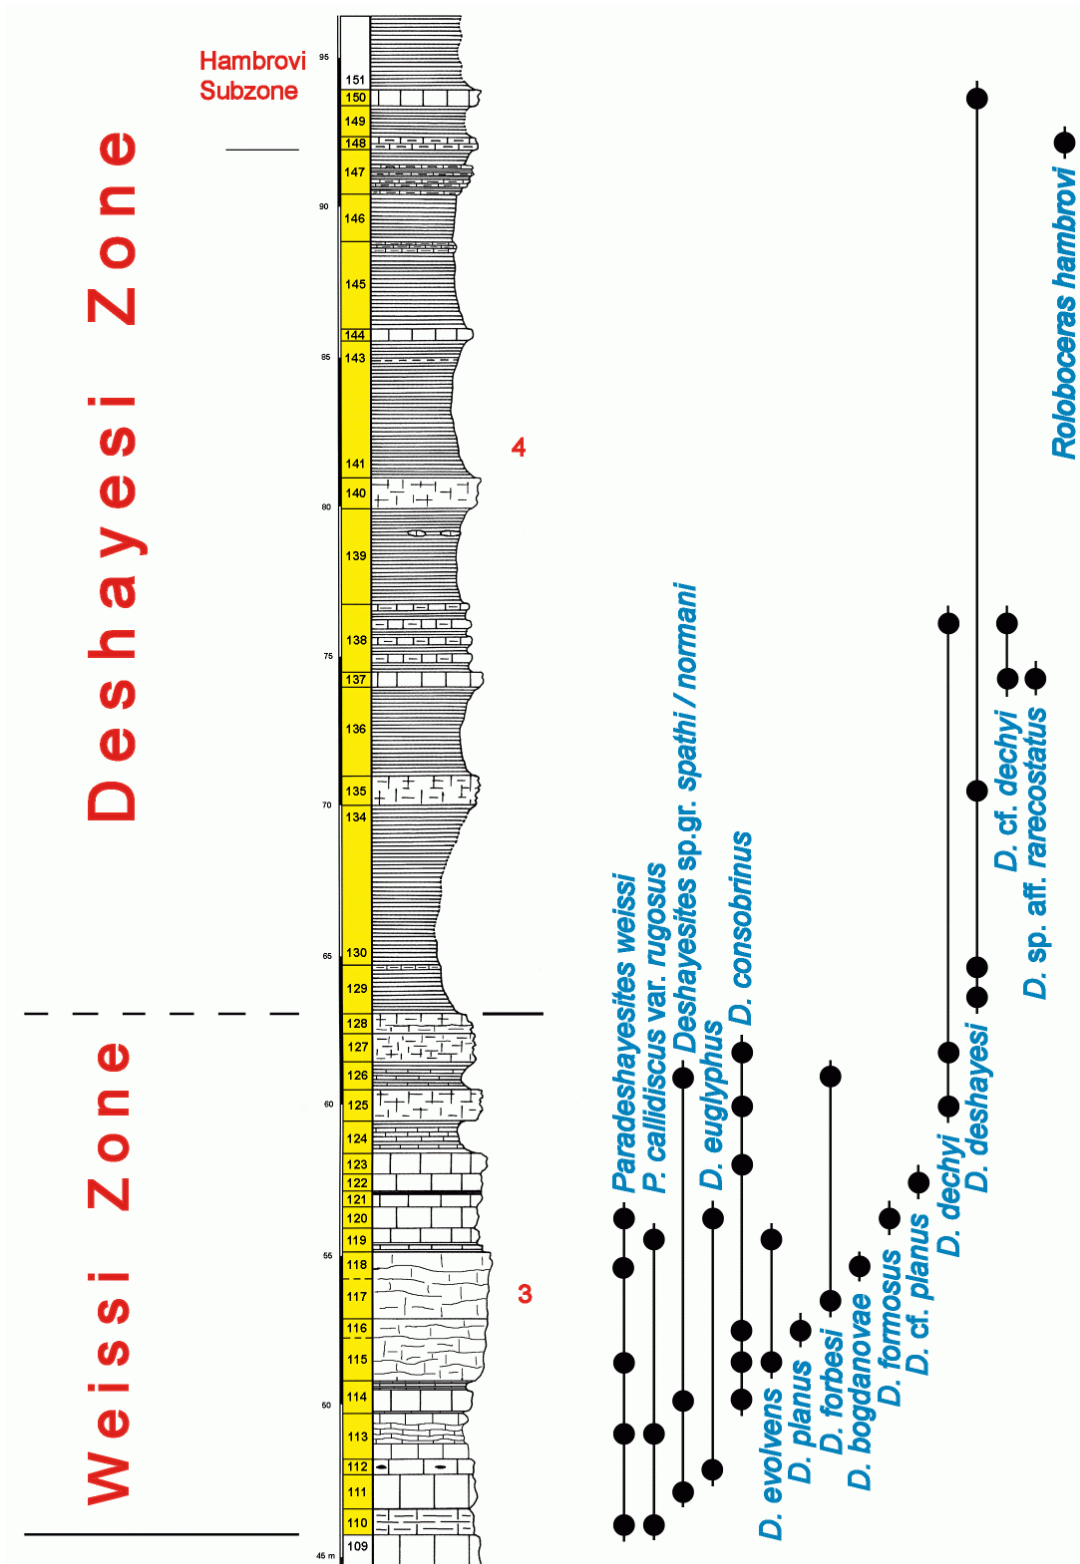 Hambrovi
Subzone
Deshayesi Zone
Weissi Zone
95
90
85
80
75
70
65
60
55
60
45 m
151
150
149
148
147
146
145
144
143
141
140
139
138
137
136
135
134
130
129
128
127
126
125
124
123
122
121
120
119
118
117
116
115
114
113
112
111
110
109
4
3
Paradeshayesites weissi
P. callidiscus var. rugosus
Deshayesites sp.gr. spathi / normani
D. euglyphus
D. consobrinus
D. evolvens
D. planus
D. forbesi
D. bogdanovae
D. formosus
D. cf. planus
D. dechyi
D. deshayesi
D. cf. dechyi
D. sp. aff. rarecostatus
Roloboceras hambrovi